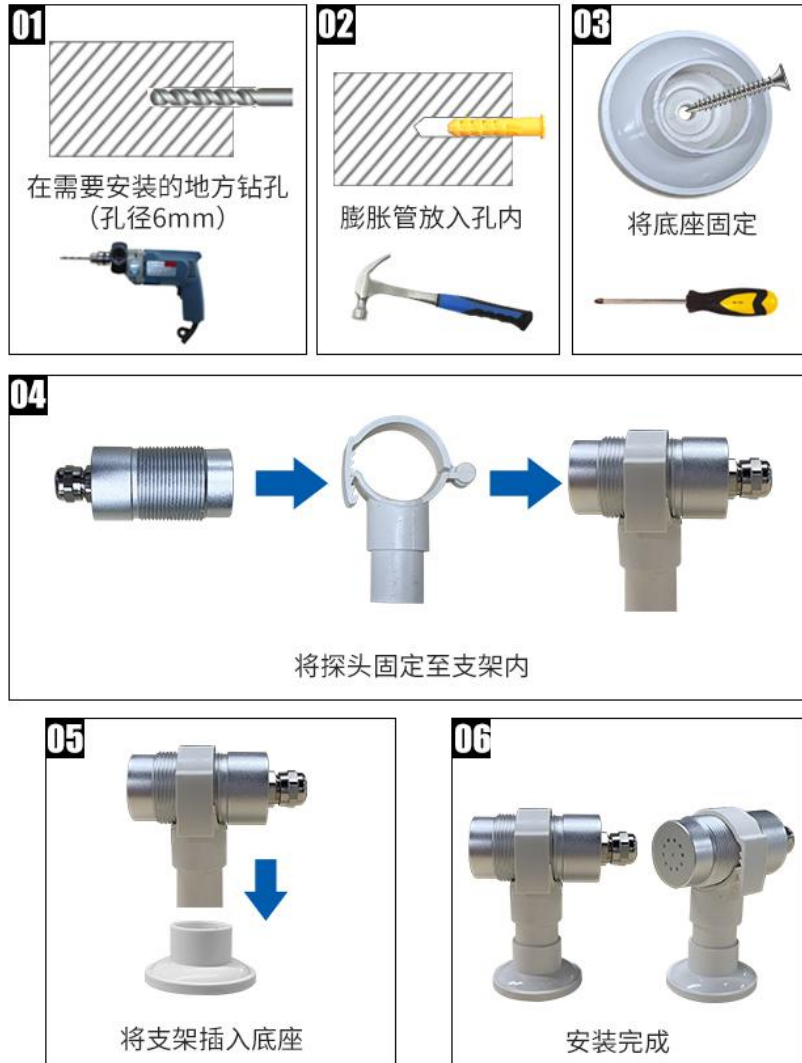 01
在需要安装的地方钻孔
（孔径6mm）
02
膨胀管放入孔内
03
将底座固定
04
将探头固定至支架内
05
将支架插入底座
06
安装完成